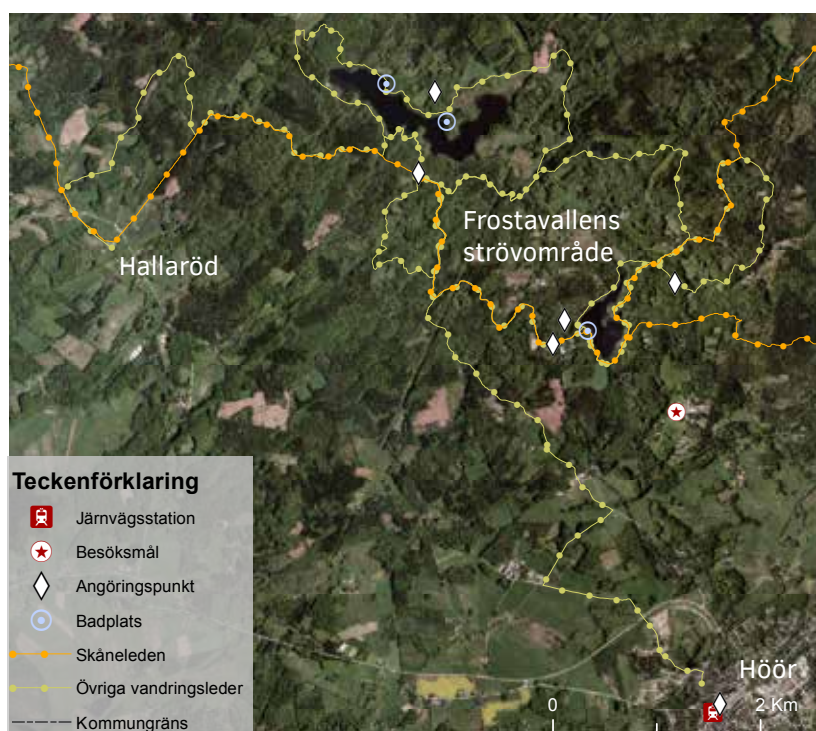 Frostavallens
strövområde
Hallaröd
Teckenförklaring
Järnvägsstation
Besöksmål
Angöringspunkt
Badplats
Skåneleden
Övriga vandringsleder
Kommungräns
Höör
0 2 Km